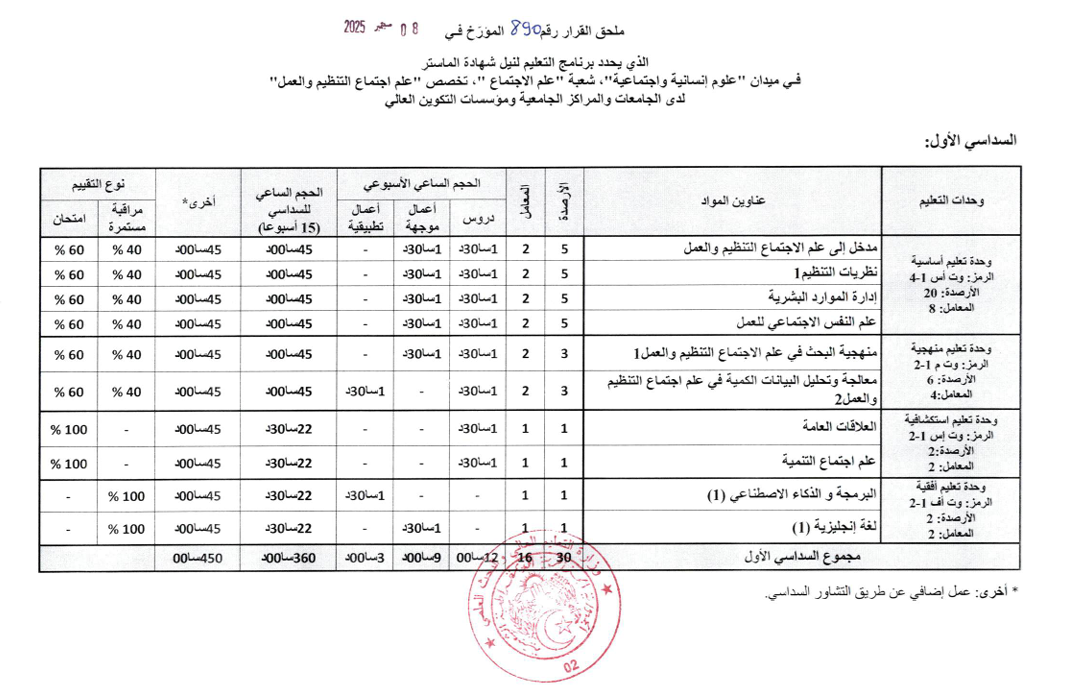 ملحق القرار رقم 890 المؤرّخ فـي 08 سبتمبر 2025
الذي يحدد برنامج التعليم لنيل شهادة الماستر
فـي ميدان "علوم إنسانية واجتماعية"، شعبة "علم الاجتماع "، تخصص "علم اجتماع التنظيم والعمل"
لدى الجامعات والمراكز الجامعية ومؤسسات التكوين العالي
السداسي الأول:
وحدات التعليم | عناوين المواد | الأرصدة | المعامل | الحجم الساعي الأسبوعي | الحجم الساعي للسداسي (15 أسبوعا) | أخرى* | نوع التقييم
دروس | أعمال موجهة | أعمال تطبيقية | مراقبة مستمرة | امتحان
وحدة تعليم أساسية
الرمز: وت أس 1-4
الأرصدة: 20
المعامل: 8
مدخل إلى علم الاجتماع التنظيم والعمل | 5 | 2 | 1سا30د | 1سا30د | - | 45سا00د | 45سا00د | 40 % | 60 %
نظريات التنظيم1 | 5 | 2 | 1سا30د | 1سا30د | - | 45سا00د | 45سا00د | 40 % | 60 %
إدارة الموارد البشرية | 5 | 2 | 1سا30د | 1سا30د | - | 45سا00د | 45سا00د | 40 % | 60 %
علم النفس الاجتماعي للعمل | 5 | 2 | 1سا30د | 1سا30د | - | 45سا00د | 45سا00د | 40 % | 60 %
وحدة تعليم منهجية
الرمز: وت م 1-2
الأرصدة: 6
المعامل:4
منهجية البحث في علم الاجتماع التنظيم والعمل1 | 3 | 2 | 1سا30د | 1سا30د | - | 45سا00د | 45سا00د | 40 % | 60 %
معالجة وتحليل البيانات الكمية في علم اجتماع التنظيم
والعمل2 | 3 | 2 | 1سا30د | - | 1سا30د | 45سا00د | 45سا00د | 40 % | 60 %
وحدة تعليم استكشافية
الرمز: وت إس 1-2
الأرصدة:2
المعامل: 2
العلاقات العامة | 1 | 1 | 1سا30د | - | - | 22سا30د | 45سا00د | - | 100 %
علم اجتماع التنمية | 1 | 1 | 1سا30د | - | - | 22سا30د | 45سا00د | - | 100 %
وحدة تعليم أفقية
الرمز: وت أف 1-2
الأرصدة: 2
المعامل: 2
البرمجة و الذكاء الاصطناعي (1) | 1 | 1 | - | - | 1سا30د | 22سا30د | 45سا00د | 100 % | -
لغة إنجليزية (1) | 1 | 1 | - | 1سا30د | - | 22سا30د | 45سا00د | 100 % | -
مجموع السداسي الأول | 30 | 16 | 12سا00 | 9سا00د | 3سا00د | 360سا00د | 450سا00
* أخرى: عمل إضافي عن طريق التشاور السداسي.
02